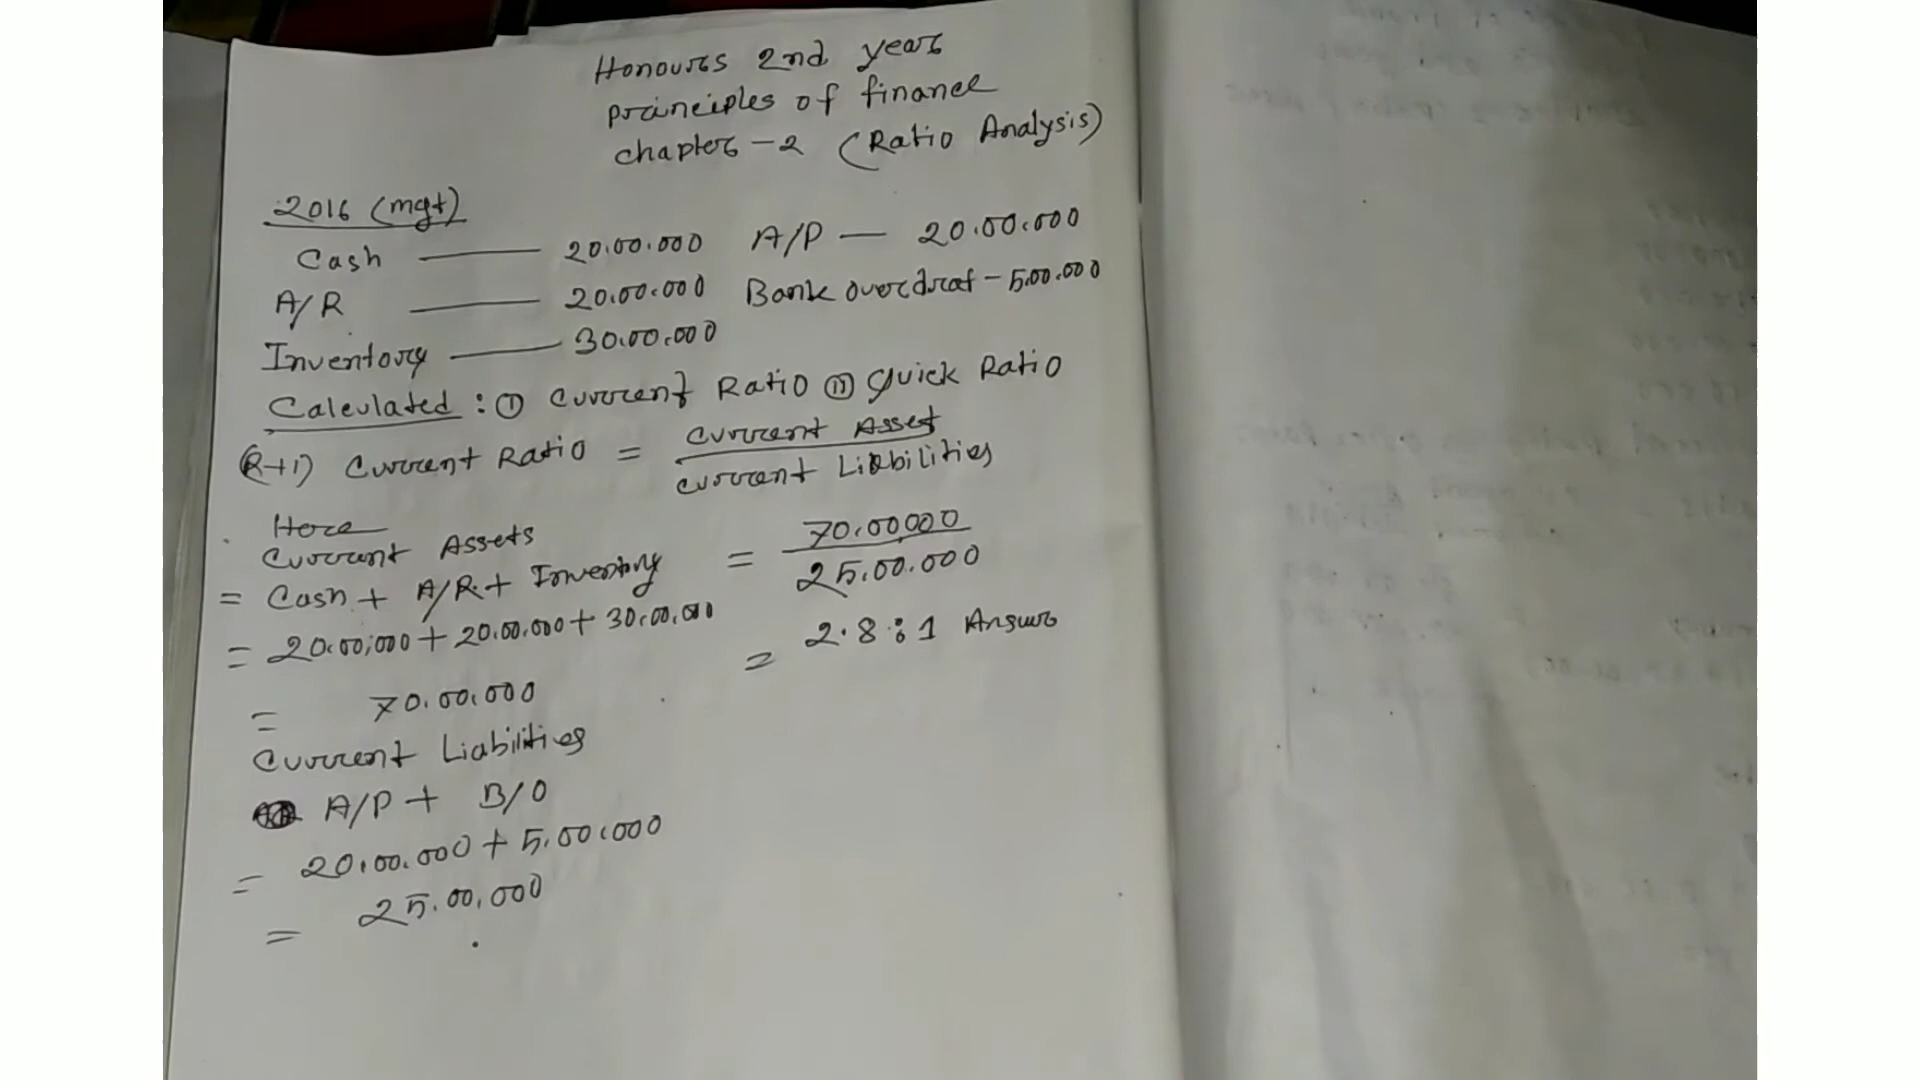 Honours 2nd year
principles of finance
chapter - 2 (Ratio Analysis)
2016 (mgt)
Cash — 20,00,000 A/P — 20,00,000
A/R — 20,00,000 Bank overdraf - 5,00,000
Inventory — 30,00,000
Calculated : ① Current Ratio ⑪ Quick Ratio
R+1) Current Ratio = Current Asset
Current Liabilities
Here
Current Assets
= Cash + A/R + Inventory
= 20,00,000 + 20,00,000 + 30,00,000
= 70,00,000
= 70,00000
25,00,000
= 2.8 : 1 Answer
Current Liabilities
A/P + B/O
= 20,00,000 + 5,00,000
= 25,00,000